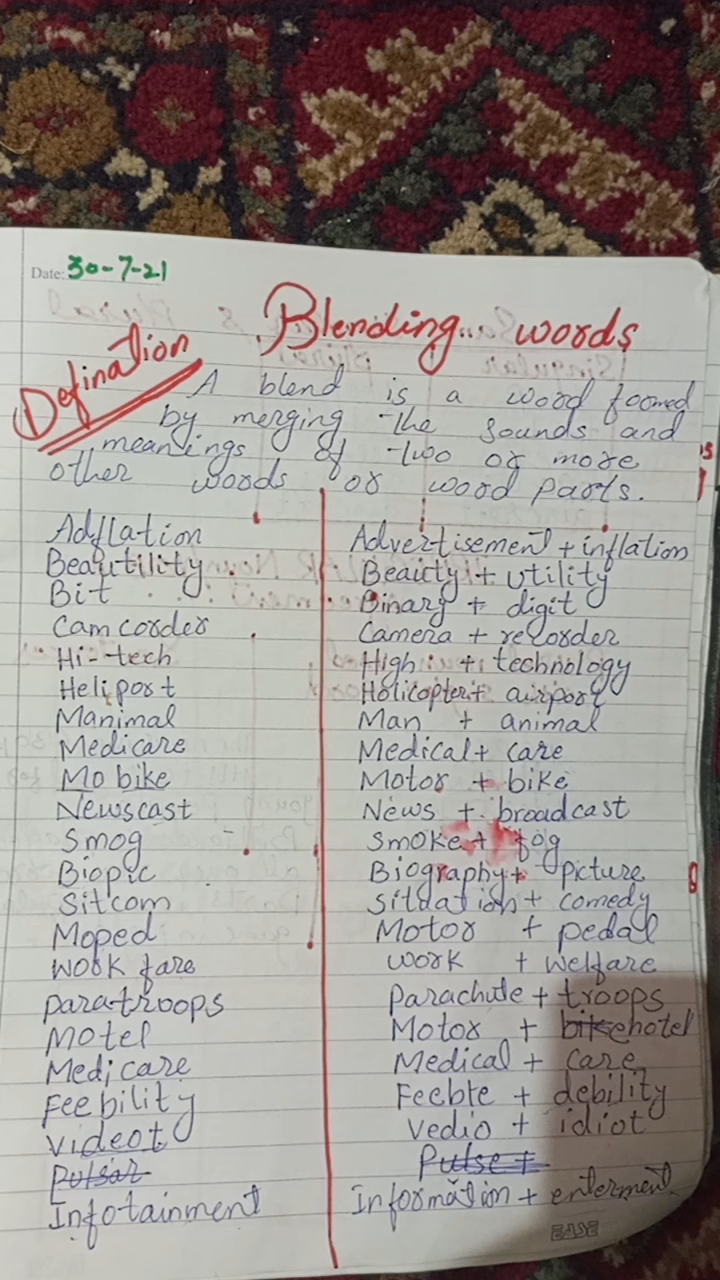 Date: 30-7-21
Blending words
Defination
A blend is a word formed
by merging the sounds and
meanings of two or more
other words or word parts.
Adflation Advertisement + inflation
Beautility Beauty + utility
Bit Binary + digit
Camcorder Camera + recorder
Hi-tech High + technology
Heliport Holicopter + airport
Manimal Man + animal
Medicare Medical + care
Mobike Motor + bike
Newscast News + broadcast
Smog Smoke + fog
Biopic Biography + picture
Sitcom Situation + comedy
Moped Motor + pedal
Work fare work + welfare
paratroops Parachute + troops
Motel Motor + bike hotel
Medicare Medical + care
Feebility Feeble + debility
Videot Vedio + idiot
Pulsar Pulse +
Infotainment Information + enterment
EASE